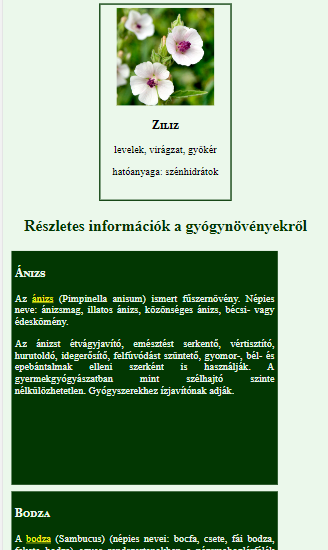 Ziliz
levelek, virágzat, gyökér
hatóanyaga: szénhidrátok
Részletes információk a gyógynövényekről
Ánizs
Az ánizs (Pimpinella anisum) ismert fűszernövény. Népies
neve: ánizsmag, illatos ánizs, közönséges ánizs, bécsi- vagy
édeskömény.
Az ánizst étvágyjavító, emésztést serkentő, vértisztító,
hurutoldó, idegerősítő, felfúvódást szüntető, gyomor-, bél- és
epebántalmak elleni szerként is használják. A
gyermekgyógyászatban mint szélhajtó szinte
nélkülözhetetlen. Gyógyszerekhez ízjavítónak adják.
Bodza
A bodza (Sambucus) (népies nevei: bocfa, csete, fái bodza,